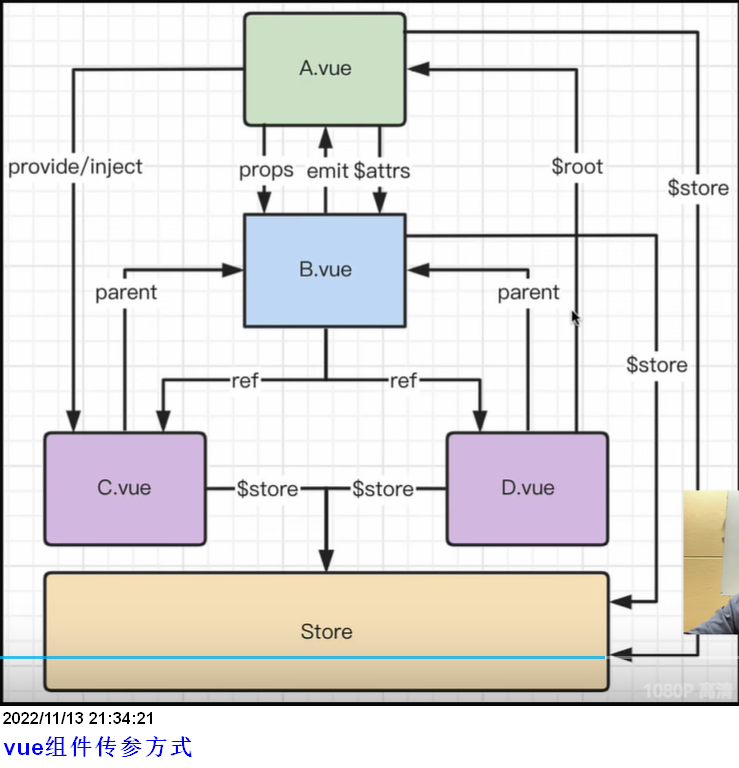 A.vue
provide/inject
props
emit
$attrs
$root
$store
B.vue
parent
parent
$store
ref
ref
C.vue
$store
$store
D.vue
Store
1080P 高清
2022/11/13 21:34:21
vue组件传参方式